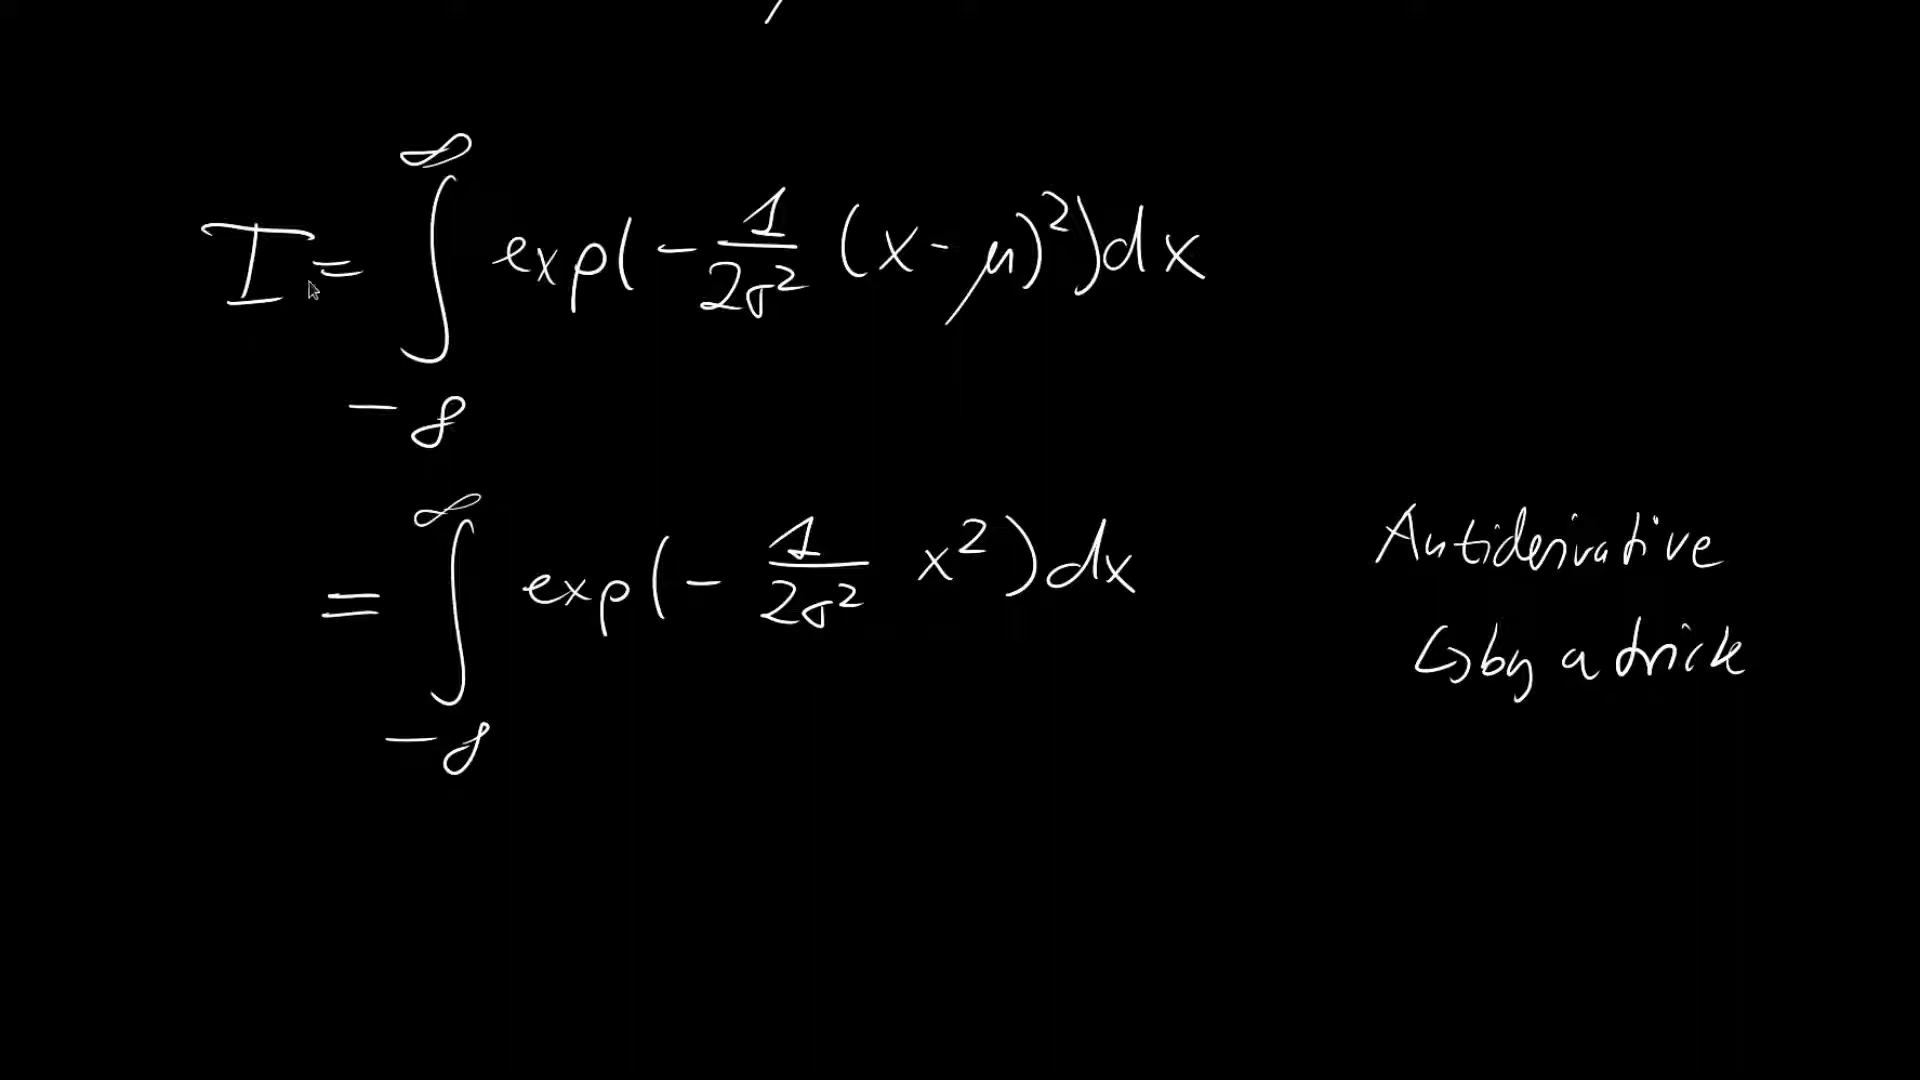 I = ∫_{-∞}^{∞} exp(- 1/2σ² (x-μ)²)dx
= ∫_{-∞}^{∞} exp(- 1/2σ² x²)dx
Antiderivative
↪ by a trick